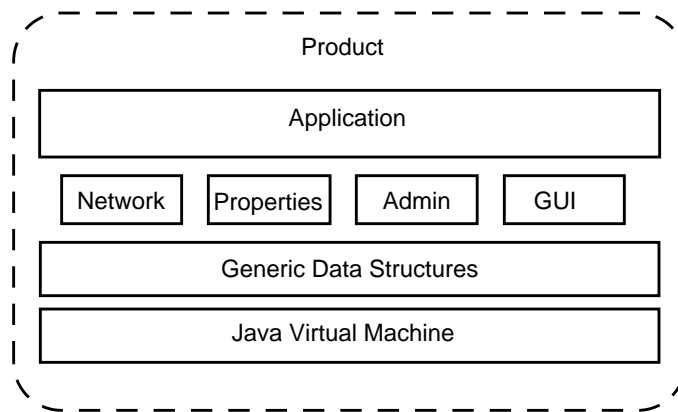 Product
Application
Network Properties Admin GUI
Generic Data Structures
Java Virtual Machine